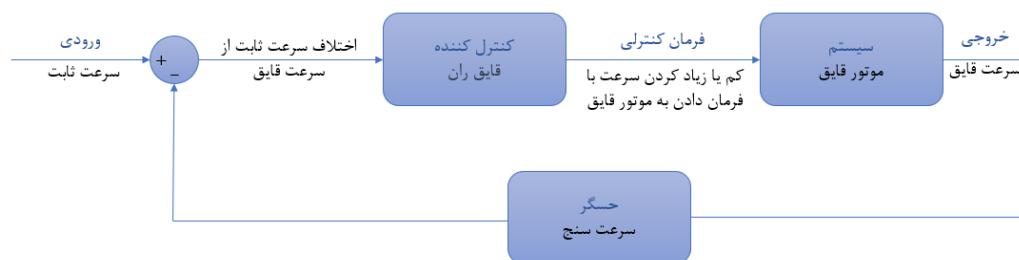 ورودی
سرعت ثابت
+
−
اختلاف سرعت ثابت از
سرعت قایق
کنترل کننده
قایق ران
فرمان کنترلی
کم یا زیاد کردن سرعت با
فرمان دادن به موتور قایق
سیستم
موتور قایق
خروجی
سرعت قایق
حسگر
سرعت سنج